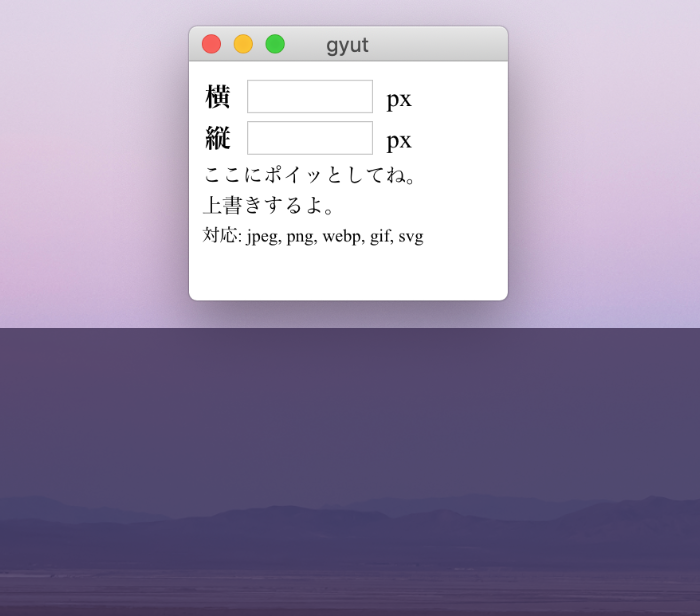 gyut
横 px
縦 px
ここにポイッとしてね。
上書きするよ。
対応: jpeg, png, webp, gif, svg